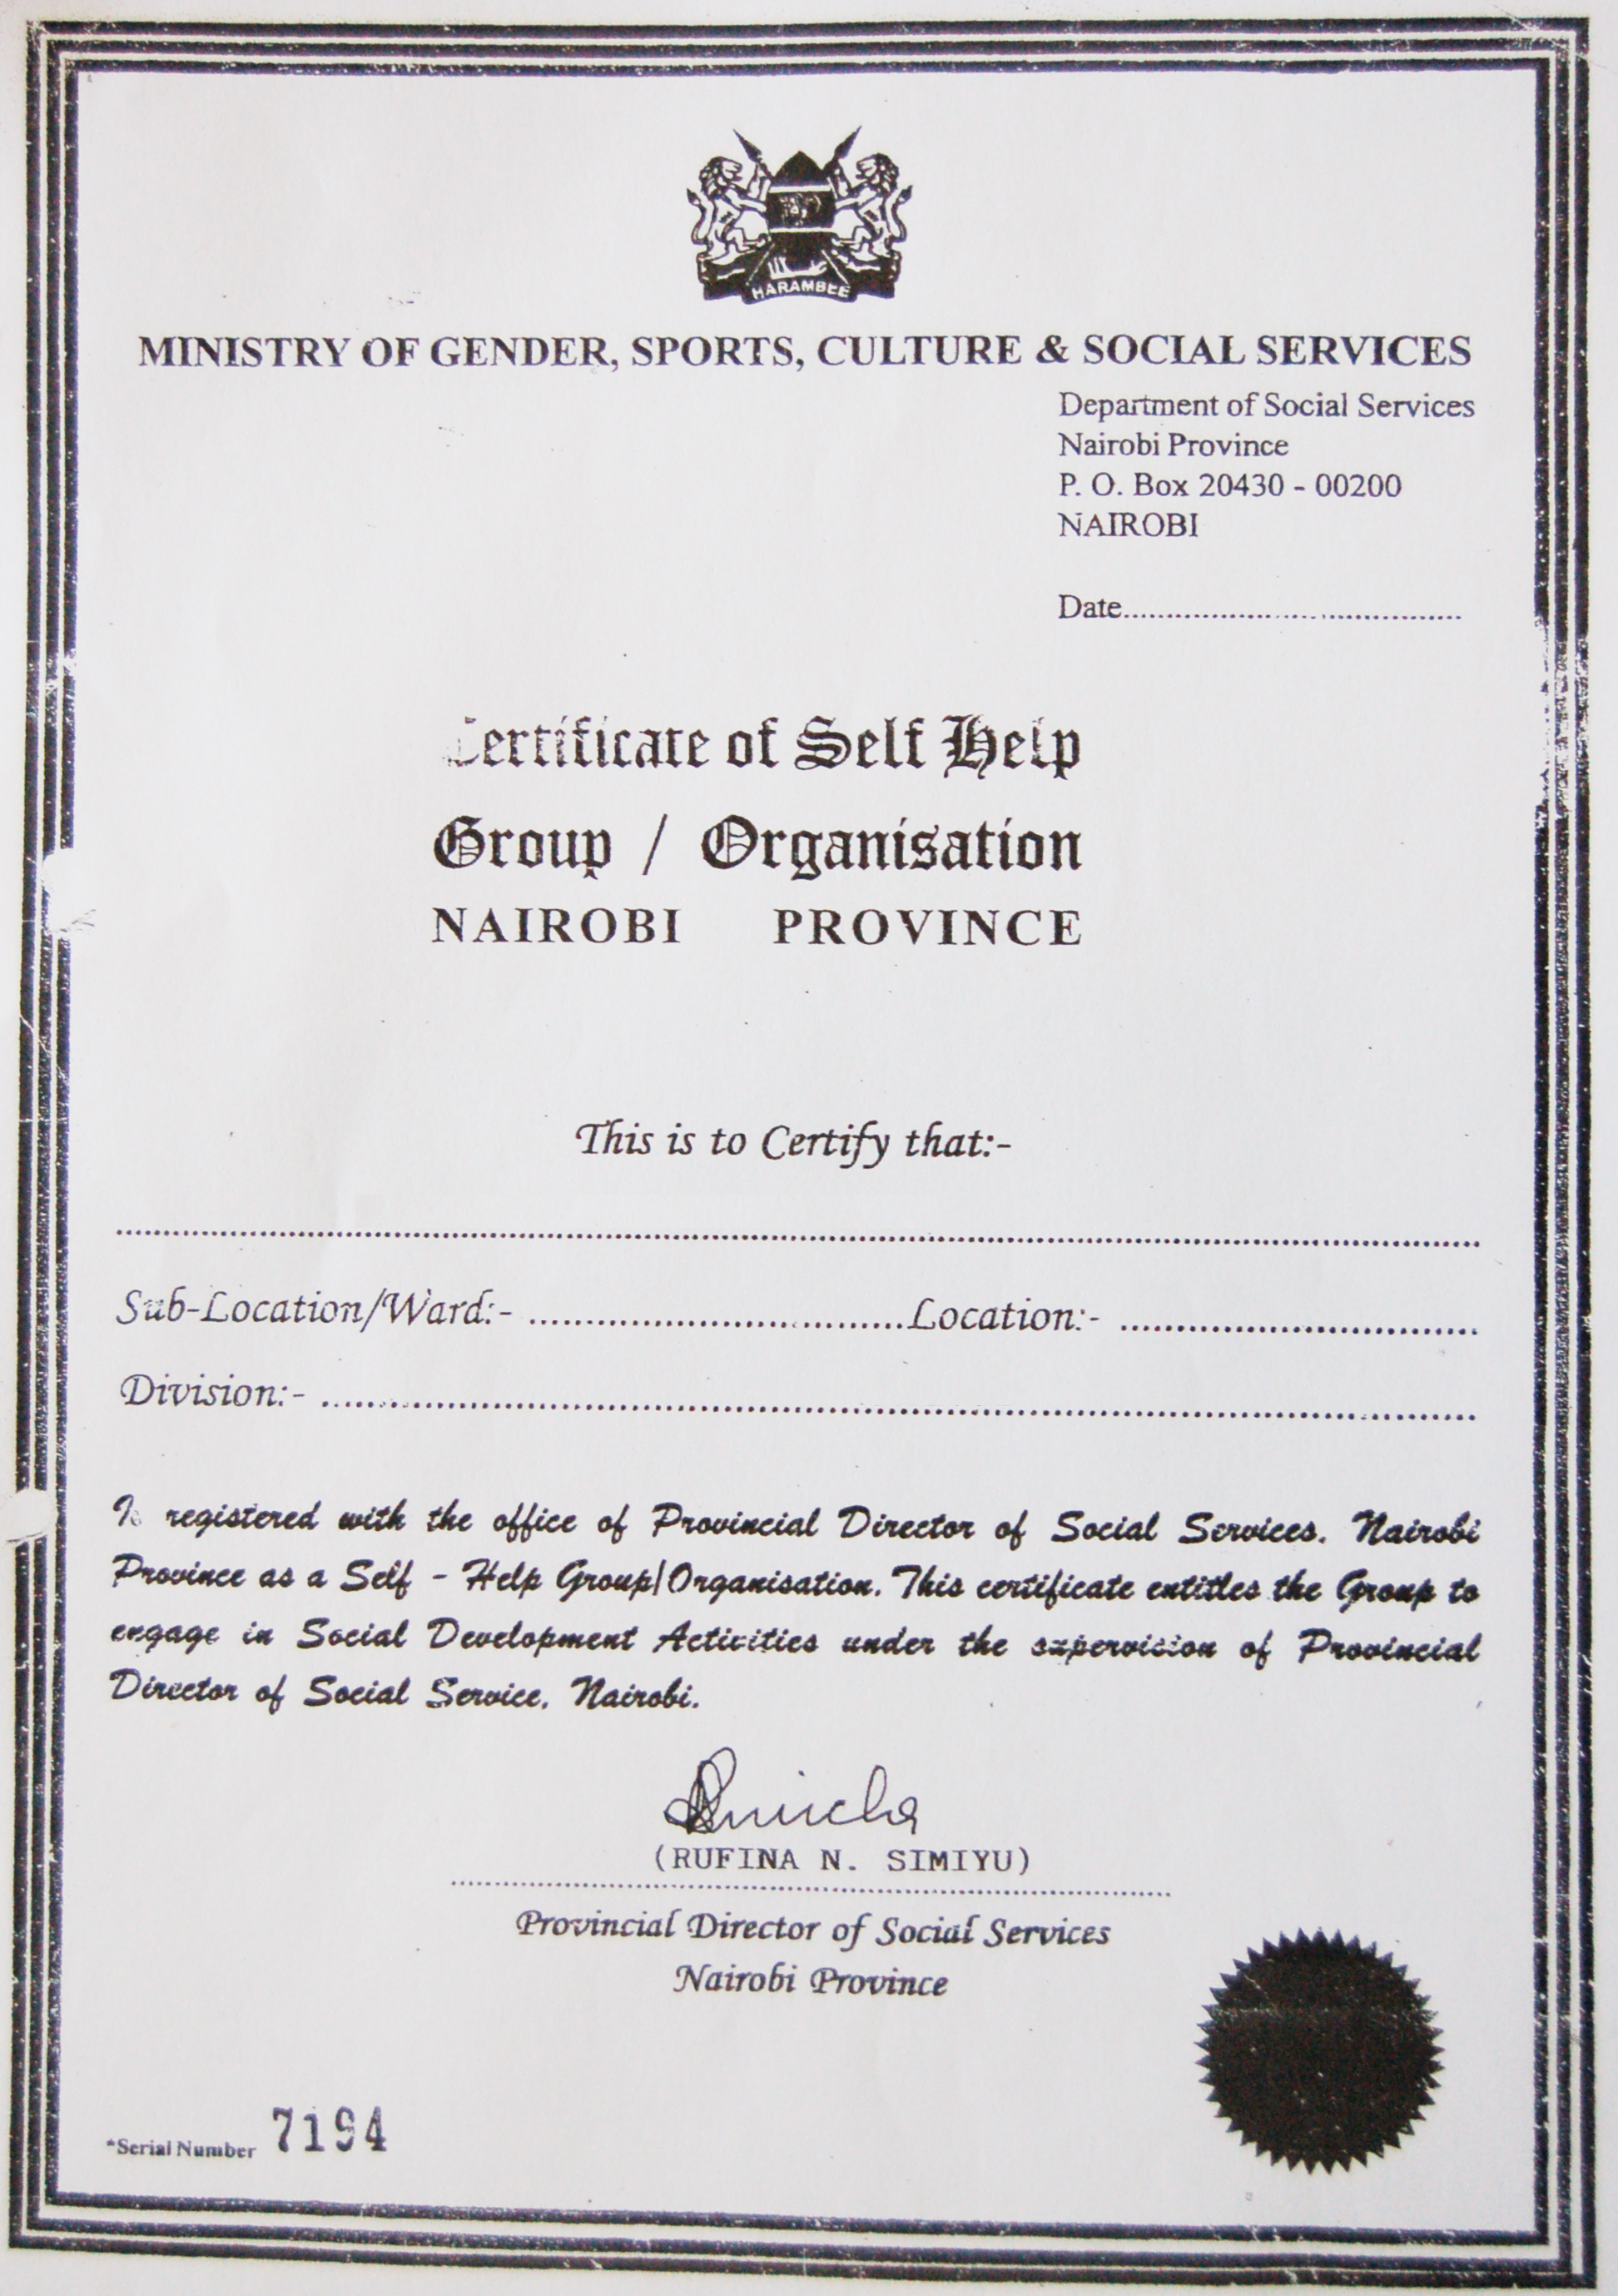 HARAMBEE
MINISTRY OF GENDER, SPORTS, CULTURE & SOCIAL SERVICES
Department of Social Services
Nairobi Province
P. O. Box 20430 - 00200
NAIROBI
Date............................................
Certificate of Self Help
Group / Organisation
NAIROBI PROVINCE
This is to Certify that:-
Sub-Location/Ward:- ....................................Location:- ....................................
Division:- ....................................................................................
Is registered with the office of Provincial Director of Social Services, Nairobi
Province as a Self - Help Group/Organisation. This certificate entitles the Group to
engage in Social Development Activities under the supervision of Provincial
Director of Social Service, Nairobi.
(RUFINA N. SIMIYU)
Provincial Director of Social Services
Nairobi Province
*Serial Number 7194